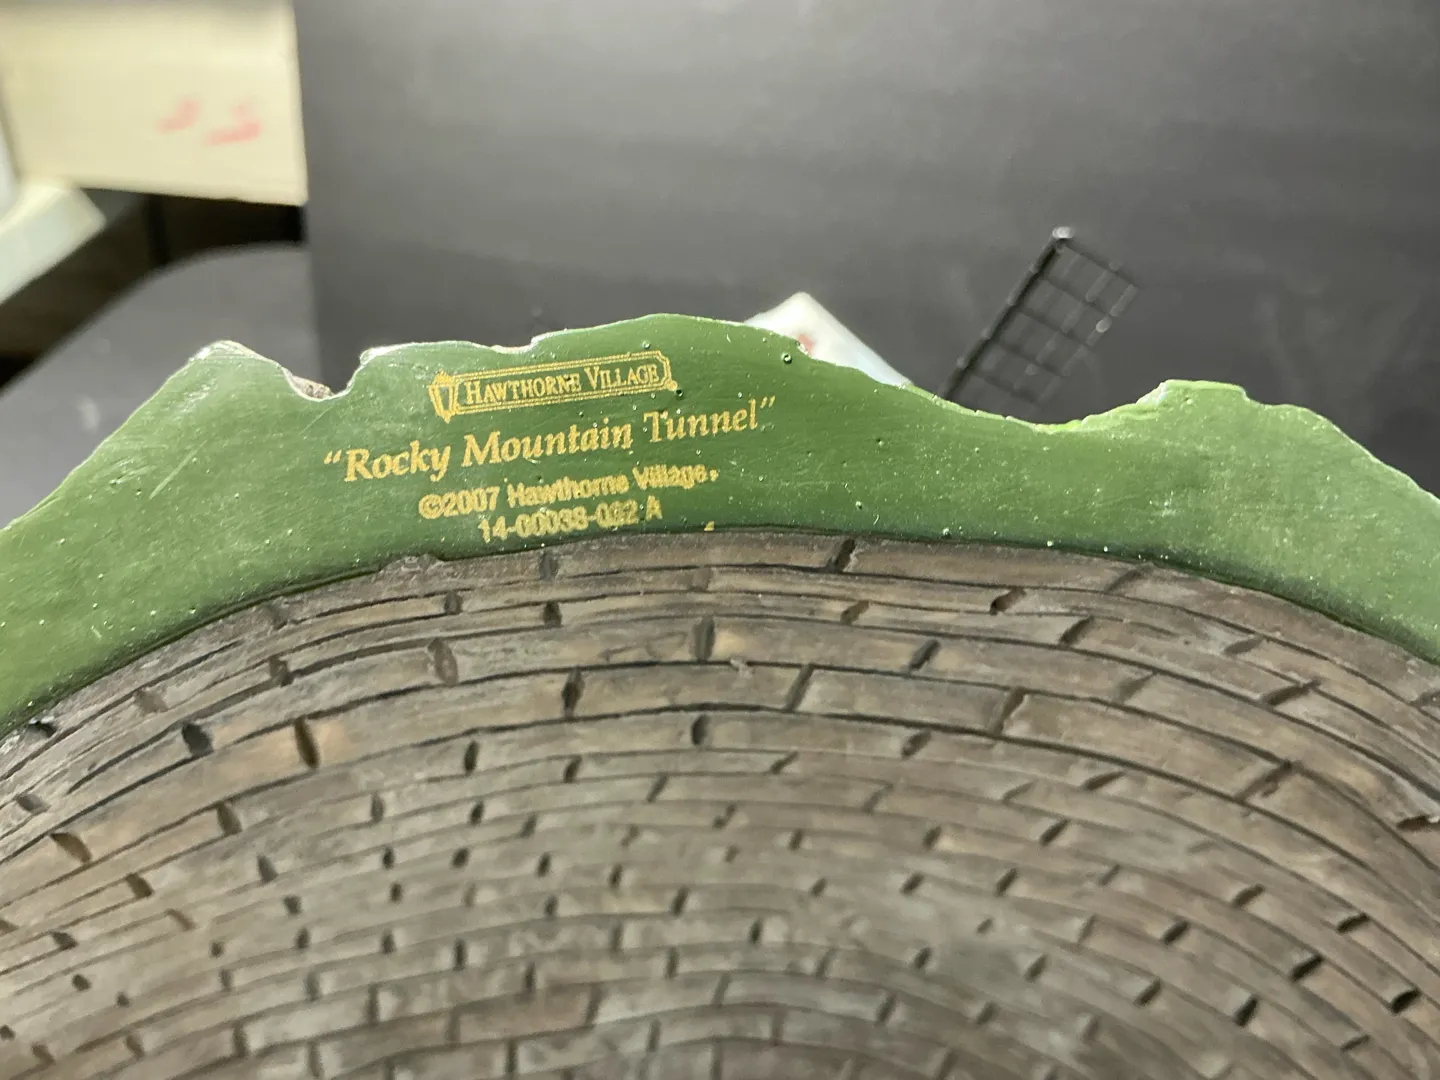 HAWTHORNE VILLAGE
“Rocky Mountain Tunnel”
©2007 Hawthorne Village.
14-00038-032 A